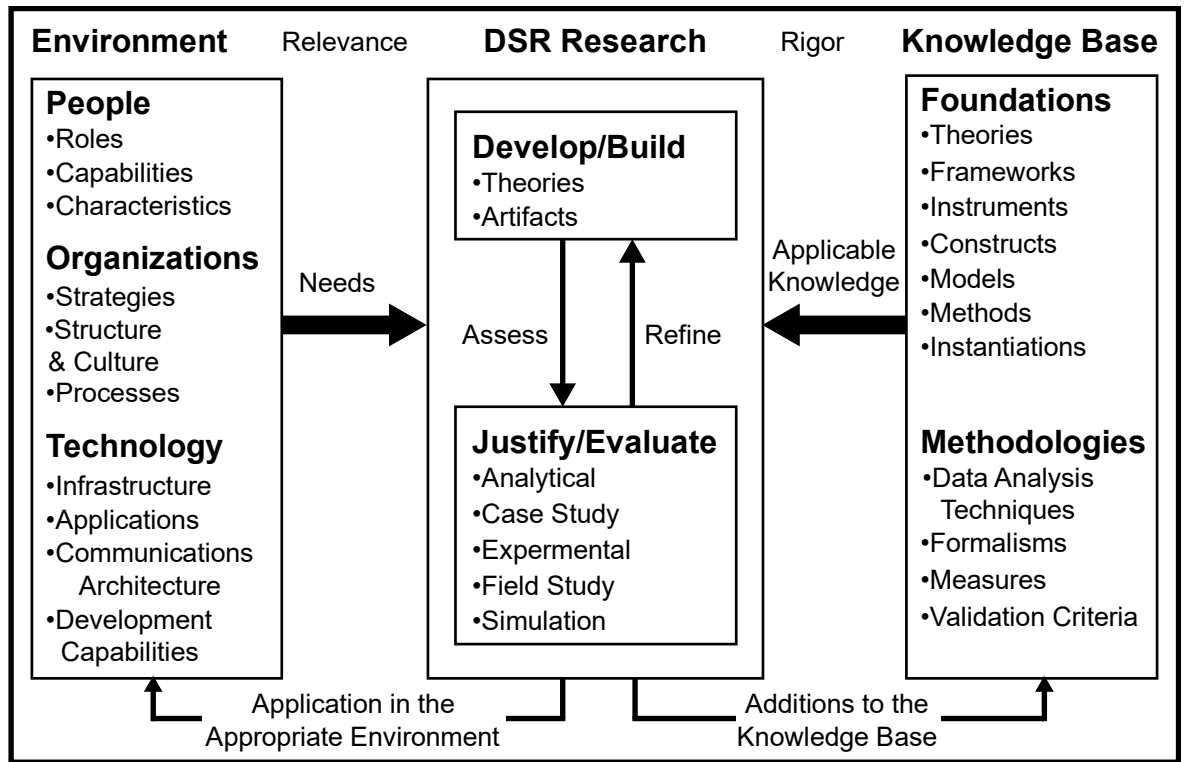 Environment
Relevance
DSR Research
Rigor
Knowledge Base
People
•Roles
•Capabilities
•Characteristics
Organizations
•Strategies
•Structure
& Culture
•Processes
Technology
•Infrastructure
•Applications
•Communications
Architecture
•Development
Capabilities
Needs
Develop/Build
•Theories
•Artifacts
Assess
Refine
Justify/Evaluate
•Analytical
•Case Study
•Expermental
•Field Study
•Simulation
Applicable
Knowledge
Foundations
•Theories
•Frameworks
•Instruments
•Constructs
•Models
•Methods
•Instantiations
Methodologies
•Data Analysis
Techniques
•Formalisms
•Measures
•Validation Criteria
Application in the
Appropriate Environment
Additions to the
Knowledge Base